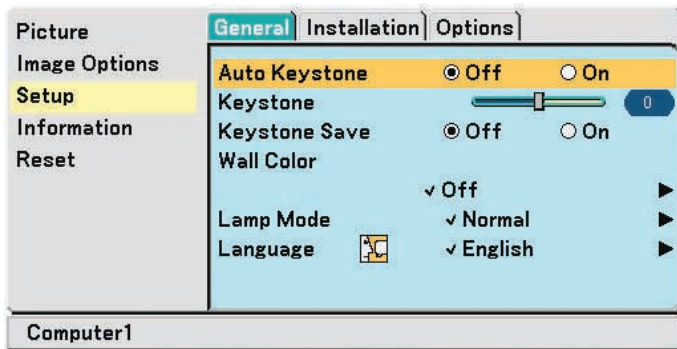 Picture
Image Options
Setup
Information
Reset
General Installation Options
Auto Keystone Off On
Keystone 0
Keystone Save Off On
Wall Color
Off
Lamp Mode Normal
Language English
Computer1